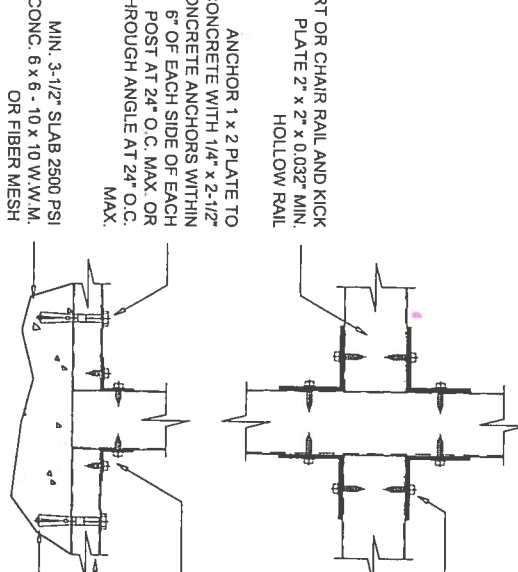 RT OR CHAIR RAIL AND KICK
PLATE 2" x 2" x 0.032" MIN.
HOLLOW RAIL
ANCHOR 1 x 2 PLATE TO
CONCRETE WITH 1/4" x 2-1/2"
ONCRETE ANCHORS WITHIN
6" OF EACH SIDE OF EACH
POST AT 24" O.C. MAX. OR
HROUGH ANGLE AT 24" O.C.
MAX.
MIN. 3-1/2" SLAB 2500 PSI
CONC. 6 x 6 - 10 x 10 W.W.M.
OR FIBER MESH